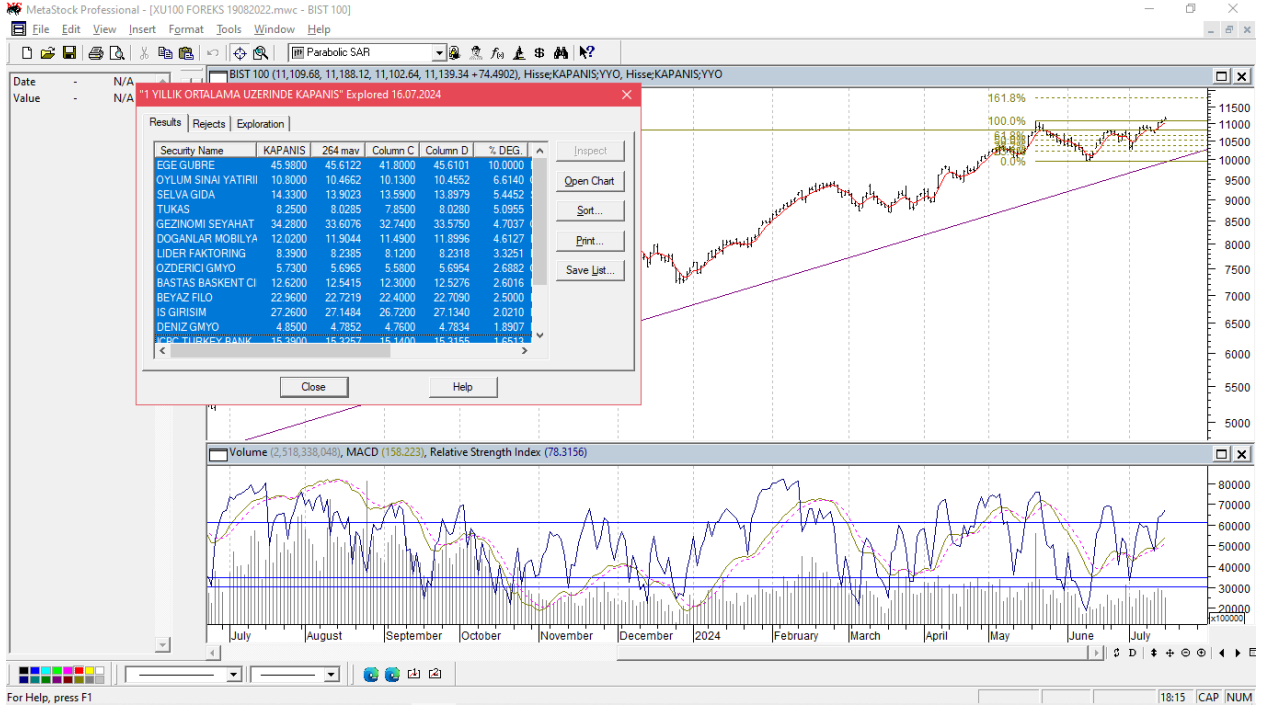 MetaStock Professional - [XU100 FOREKS 19082022.mwc - BIST 100]
File Edit View Insert Format Tools Window Help
Parabolic SAR
Date - N/A
Value - N/A
BIST 100 (11,109.68, 11,188.12, 11,102.64, 11,139.34 +74.4902), Hisse;KAPANIS;YYO, Hisse;KAPANIS;YYO
"1 YILLIK ORTALAMA UZERINDE KAPANIS" Explored 16.07.2024
Results Rejects Exploration
Security Name KAPANIS 264 mav Column C Column D % DEG.
EGE GUBRE 45.9800 45.6122 41.8000 45.6101 10.0000
OYLUM SINAI YATIRII 10.8000 10.4662 10.1300 10.4552 6.6140
SELVA GIDA 14.3300 13.9023 13.5900 13.8979 5.4452
TUKAS 8.2500 8.0285 7.8500 8.0280 5.0955
GEZINOMI SEYAHAT 34.2800 33.6076 32.7400 33.5750 4.7037
DOGANLAR MOBILYA 12.0200 11.9044 11.4900 11.8996 4.6127
LIDER FAKTORING 8.3900 8.2385 8.1200 8.2318 3.3251
OZDERICI GMYO 5.7300 5.6965 5.5800 5.6954 2.6882
BASTAS BASKENT CI 12.6200 12.5415 12.3000 12.5276 2.6016
BEYAZ FILO 22.9600 22.7219 22.4000 22.7090 2.5000
IS GIRISIM 27.2600 27.1484 26.7200 27.1340 2.0210
DENIZ GMYO 4.8500 4.7852 4.7600 4.7834 1.8907
ICBC TURKEY BANK 15.3900 15.3257 15.1400 15.3155 1.6513
Inspect
Open Chart
Sort...
Print...
Save List...
Close Help
161.8%
100.0%
0.0%
11500
11000
10500
10000
9500
9000
8500
8000
7500
7000
6500
6000
5500
5000
Volume (2,518,338,048), MACD (158.223), Relative Strength Index (78.3156)
80000
70000
60000
50000
40000
30000
20000
x100000
July August September October November December 2024 February March April May June July
D
For Help, press F1
18:15 CAP NUM